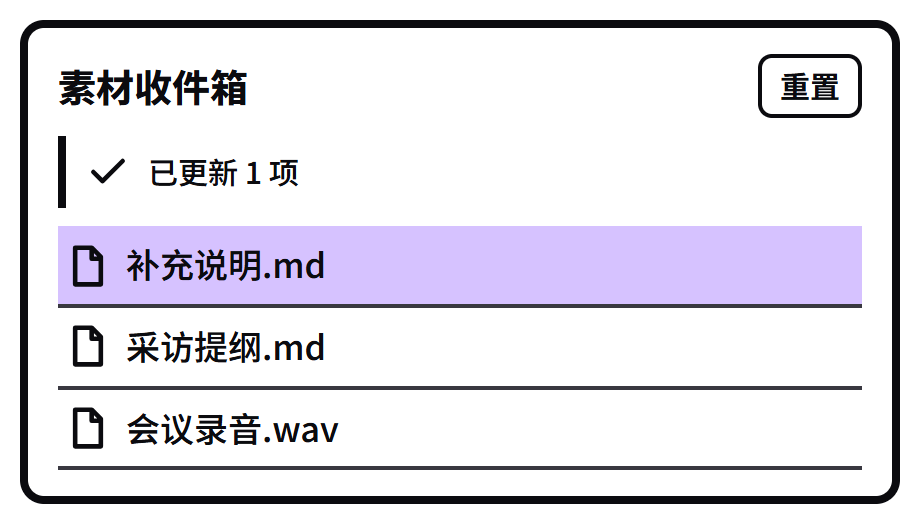 素材收件箱
重置
已更新 1 项
补充说明.md
采访提纲.md
会议录音.wav